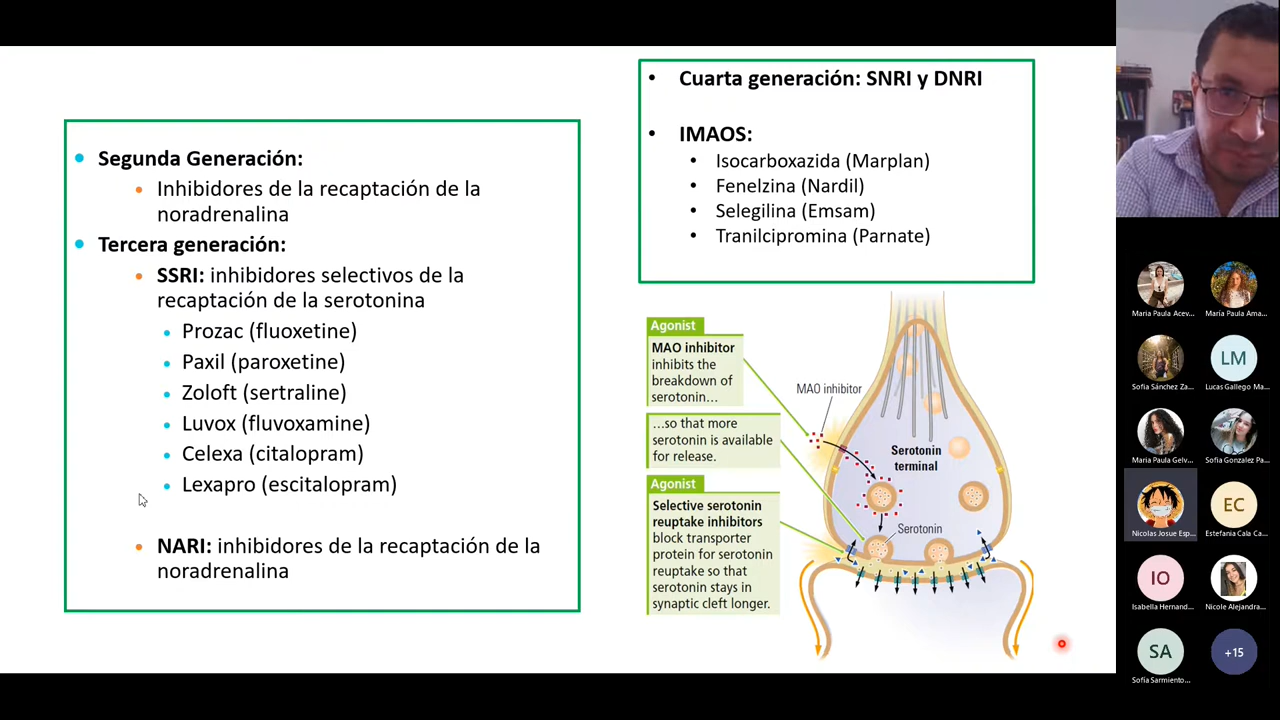 Segunda Generación:
Inhibidores de la recaptación de la
noradrenalina
Tercera generación:
SSRI: inhibidores selectivos de la
recaptación de la serotonina
Prozac (fluoxetine)
Paxil (paroxetine)
Zoloft (sertraline)
Luvox (fluvoxamine)
Celexa (citalopram)
Lexapro (escitalopram)
NARI: inhibidores de la recaptación de la
noradrenalina
Cuarta generación: SNRI y DNRI
IMAOS:
Isocarboxazida (Marplan)
Fenelzina (Nardil)
Selegilina (Emsam)
Tranilcipromina (Parnate)
Agonist
MAO inhibitor
inhibits the
breakdown of
serotonin...
...so that more
serotonin is available
for release.
Agonist
Selective serotonin
reuptake inhibitors
block transporter
protein for serotonin
reuptake so that
serotonin stays in
synaptic cleft longer.
MAO inhibitor
Serotonin
terminal
Serotonin
Maria Paula Acev...
María Paula Ama...
Sofia Sánchez Za...
LM
Lucas Gallego Ma...
Maria Paula Gelv...
Sofia Gonzalez Pa...
Nicolas Josue Esp...
EC
Estefania Cala Ca...
IO
Isabella Hernand...
Nicole Alejandra...
SA
Sofía Sarmiento...
+15